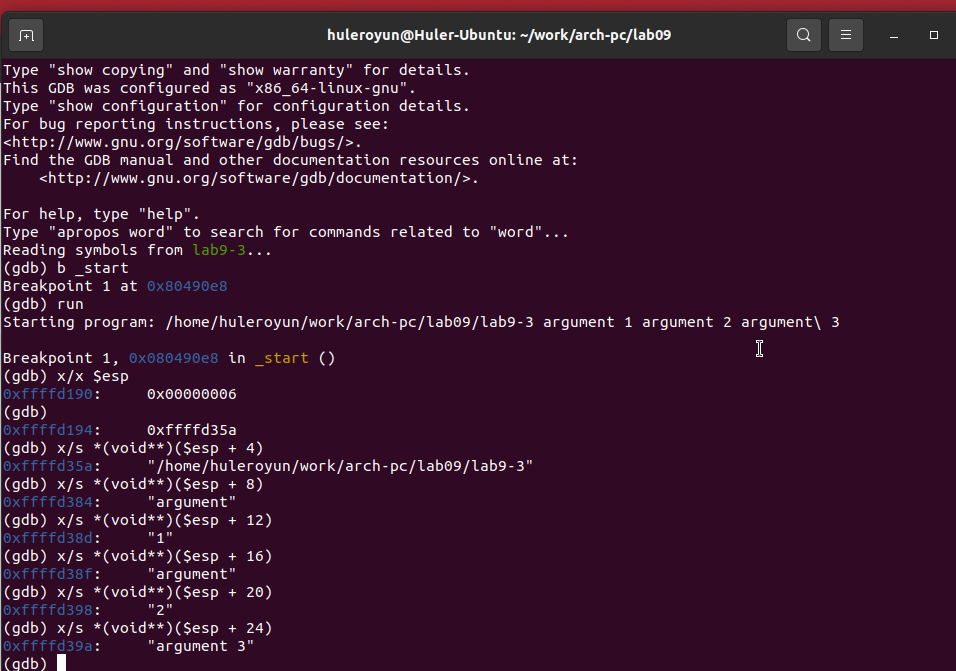 huleroyun@Huler-Ubuntu: ~/work/arch-pc/lab09
Type "show copying" and "show warranty" for details.
This GDB was configured as "x86_64-linux-gnu".
Type "show configuration" for configuration details.
For bug reporting instructions, please see:
<http://www.gnu.org/software/gdb/bugs/>.
Find the GDB manual and other documentation resources online at:
    <http://www.gnu.org/software/gdb/documentation/>.

For help, type "help".
Type "apropos word" to search for commands related to "word"...
Reading symbols from lab9-3...
(gdb) b _start
Breakpoint 1 at 0x80490e8
(gdb) run
Starting program: /home/huleroyun/work/arch-pc/lab09/lab9-3 argument 1 argument 2 argument\ 3

Breakpoint 1, 0x080490e8 in _start ()
(gdb) x/x $esp
0xffffd190:     0x00000006
(gdb)
0xffffd194:     0xffffd35a
(gdb) x/s *(void**)($esp + 4)
0xffffd35a:     "/home/huleroyun/work/arch-pc/lab09/lab9-3"
(gdb) x/s *(void**)($esp + 8)
0xffffd384:     "argument"
(gdb) x/s *(void**)($esp + 12)
0xffffd38d:     "1"
(gdb) x/s *(void**)($esp + 16)
0xffffd38f:     "argument"
(gdb) x/s *(void**)($esp + 20)
0xffffd398:     "2"
(gdb) x/s *(void**)($esp + 24)
0xffffd39a:     "argument 3"
(gdb)